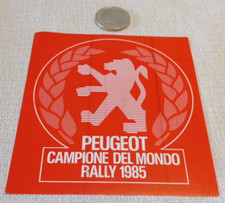 PEUGEOT
CAMPIONE DEL MONDO
RALLY 1985